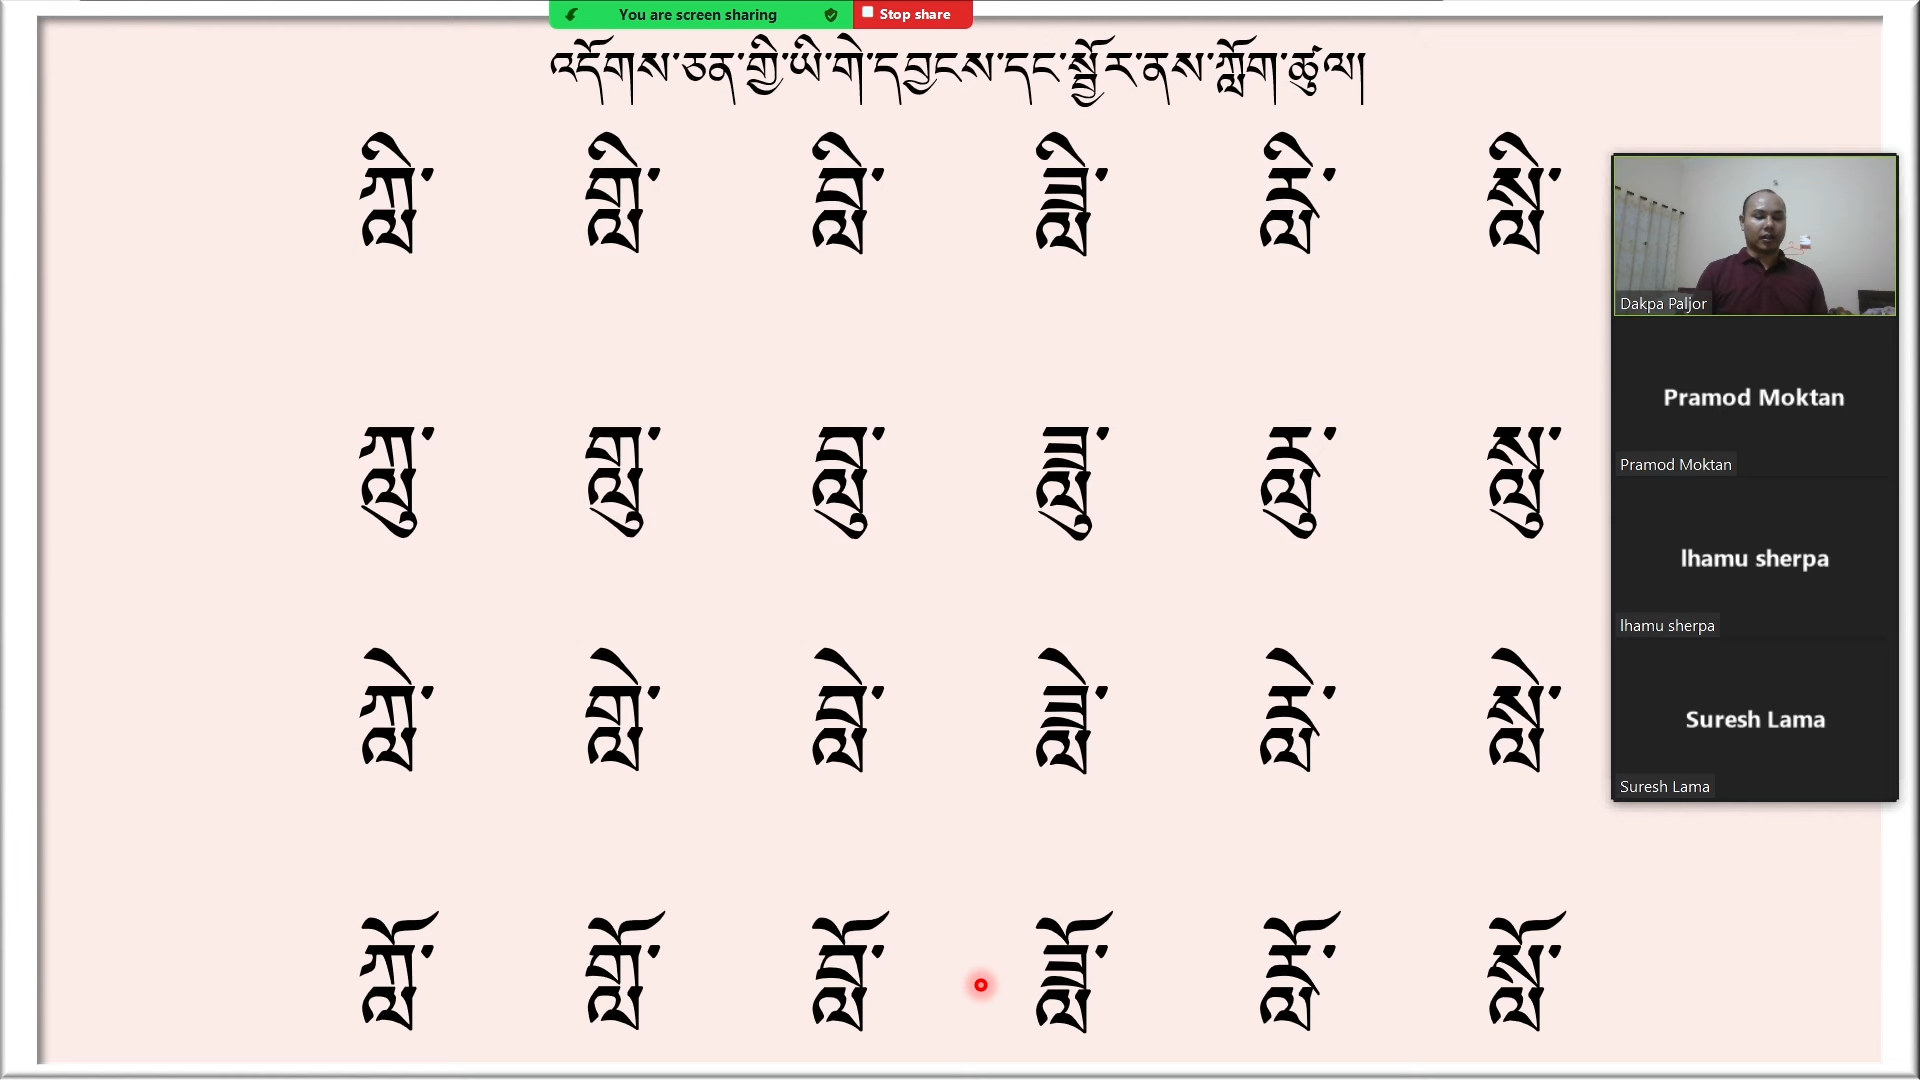 You are screen sharing
Stop share
འདོགས་ཅན་གྱི་ཡི་གེ་དབྱངས་དང་སྦྱོར་ནས་ཀློག་ཚུལ།
ཀླི་ གླི་ བླི་ ཟླི་ རླི་ སླི་
ཀླུ་ གླུ་ བླུ་ ཟླུ་ རླུ་ སླུ་
ཀླེ་ གླེ་ བླེ་ ཟླེ་ རླེ་ སླེ་
ཀློ་ གློ་ བློ་ ཟློ་ རློ་ སློ་
Dakpa Paljor
Pramod Moktan
Pramod Moktan
lhamu sherpa
lhamu sherpa
Suresh Lama
Suresh Lama